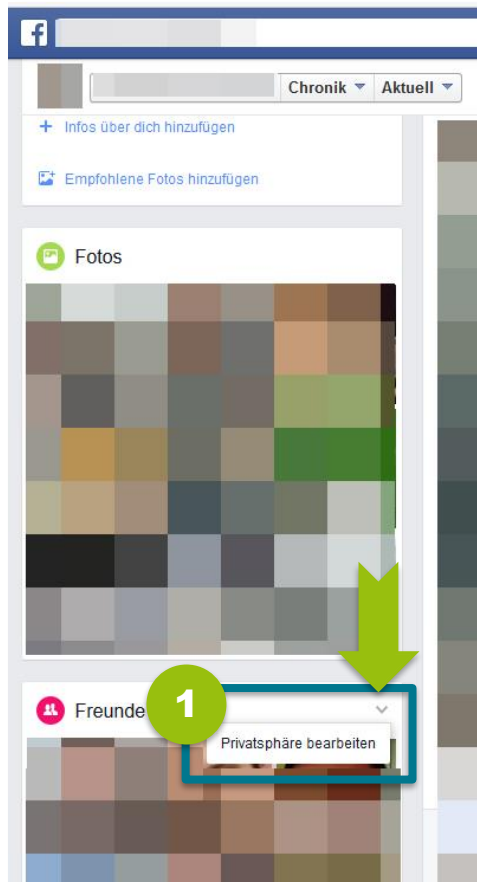 f
Chronik Aktuell
+ Infos über dich hinzufügen
Empfohlene Fotos hinzufügen
Fotos
1
Freunde
Privatsphäre bearbeiten